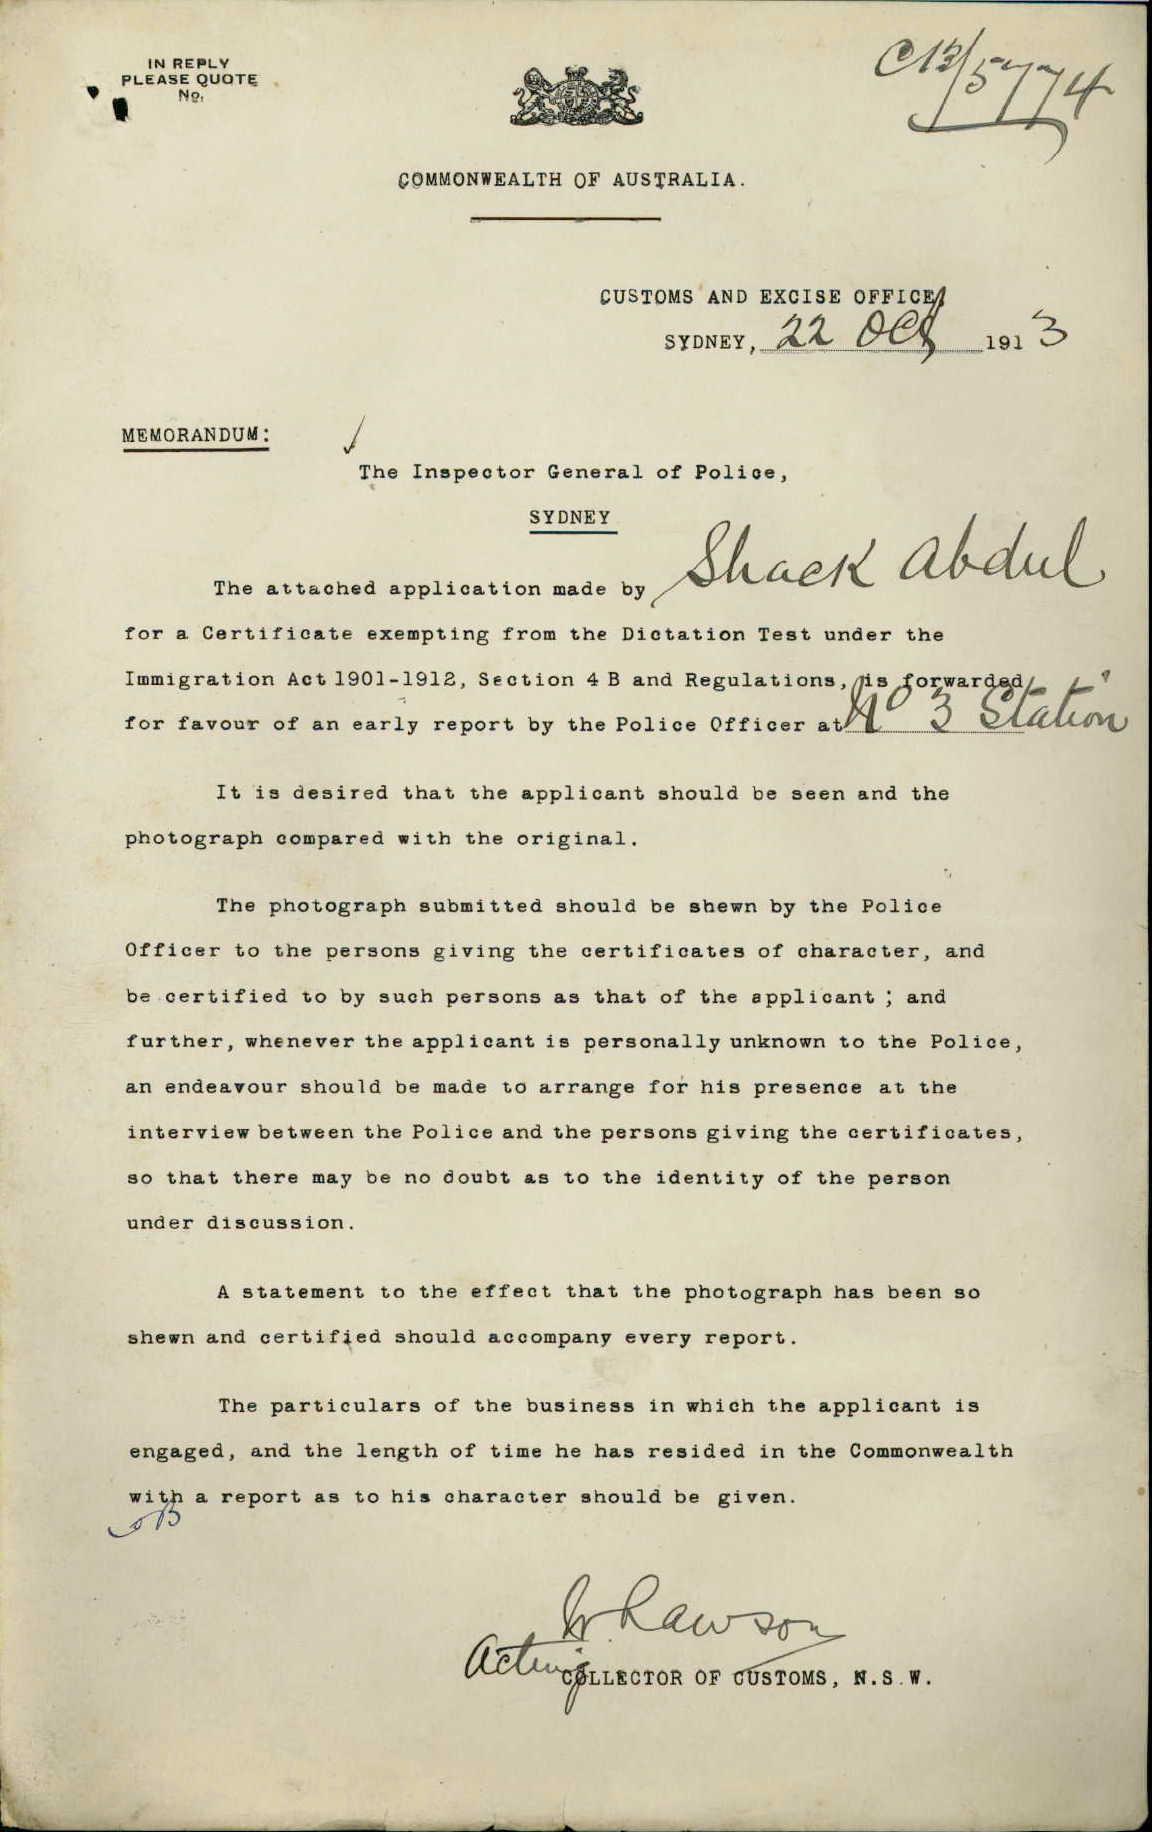 IN REPLY
PLEASE QUOTE
No.
C13/5774
COMMONWEALTH OF AUSTRALIA.
CUSTOMS AND EXCISE OFFICE,
SYDNEY, 22 Oct 1913
MEMORANDUM:
The Inspector General of Police,
SYDNEY
The attached application made by Shack Abdul
for a Certificate exempting from the Dictation Test under the
Immigration Act 1901-1912, Section 4 B and Regulations, is forwarded
for favour of an early report by the Police Officer at No 3 Station
It is desired that the applicant should be seen and the
photograph compared with the original.
The photograph submitted should be shewn by the Police
Officer to the persons giving the certificates of character, and
be certified to by such persons as that of the applicant; and
further, whenever the applicant is personally unknown to the Police,
an endeavour should be made to arrange for his presence at the
interview between the Police and the persons giving the certificates,
so that there may be no doubt as to the identity of the person
under discussion.
A statement to the effect that the photograph has been so
shewn and certified should accompany every report.
The particulars of the business in which the applicant is
engaged, and the length of time he has resided in the Commonwealth
with a report as to his character should be given.
W. Lawson
Acting
COLLECTOR OF CUSTOMS, N.S.W.